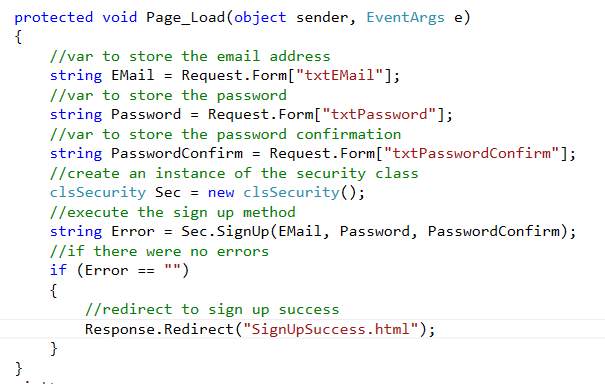 protected void Page_Load(object sender, EventArgs e)
{
//var to store the email address
string EMail = Request.Form["txtEMail"];
//var to store the password
string Password = Request.Form["txtPassword"];
//var to store the password confirmation
string PasswordConfirm = Request.Form["txtPasswordConfirm"];
//create an instance of the security class
clsSecurity Sec = new clsSecurity();
//execute the sign up method
string Error = Sec.SignUp(EMail, Password, PasswordConfirm);
//if there were no errors
if (Error == "")
{
//redirect to sign up success
Response.Redirect("SignUpSuccess.html");
}
}